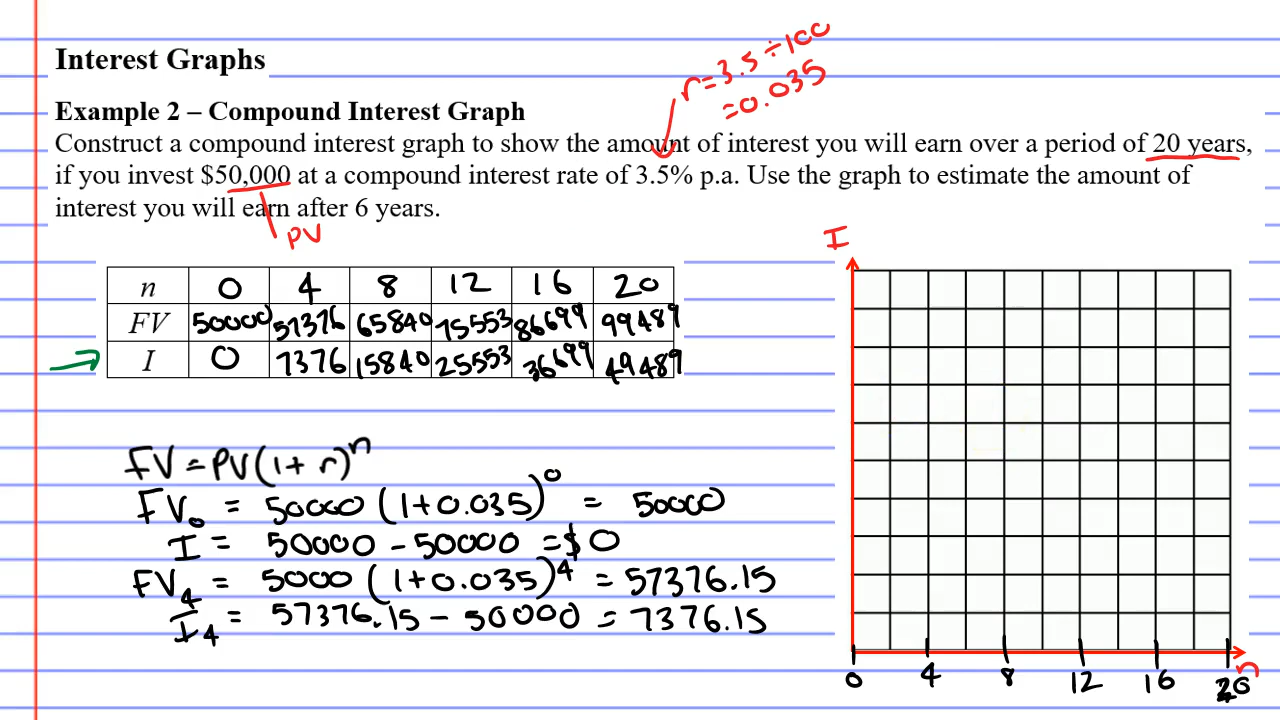 Interest Graphs
r=3.5÷100
=0.035
Example 2 – Compound Interest Graph
Construct a compound interest graph to show the amount of interest you will earn over a period of 20 years,
if you invest $50,000 at a compound interest rate of 3.5% p.a. Use the graph to estimate the amount of
interest you will earn after 6 years.
PV
I
n 0 4 8 12 16 20
FV 50000 57376 65840 75553 86699 99489
I 0 7376 15840 25553 36699 49489
FV = PV(1+ r)^n
FV₀ = 50000 (1+0.035)^0 = 50000
I = 50000 - 50000 = $0
FV₄ = 5000 (1+0.035)^4 = 57376.15
I₄ = 57376.15 - 50000 = 7376.15
0 4 8 12 16 20 n